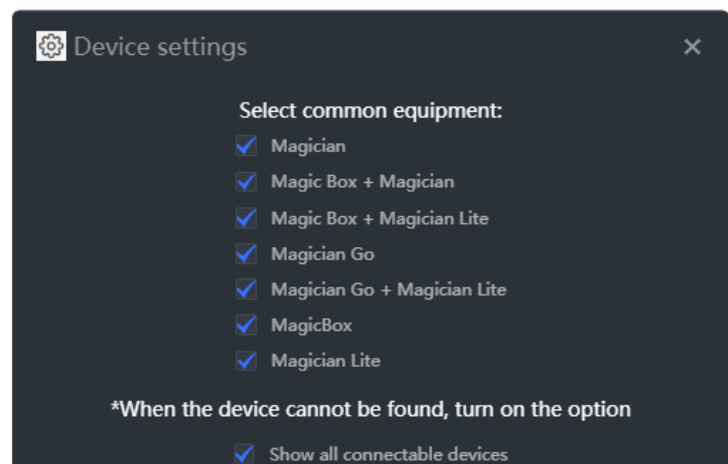 Device settings
Select common equipment:
Magician
Magic Box + Magician
Magic Box + Magician Lite
Magician Go
Magician Go + Magician Lite
MagicBox
Magician Lite
*When the device cannot be found, turn on the option
Show all connectable devices